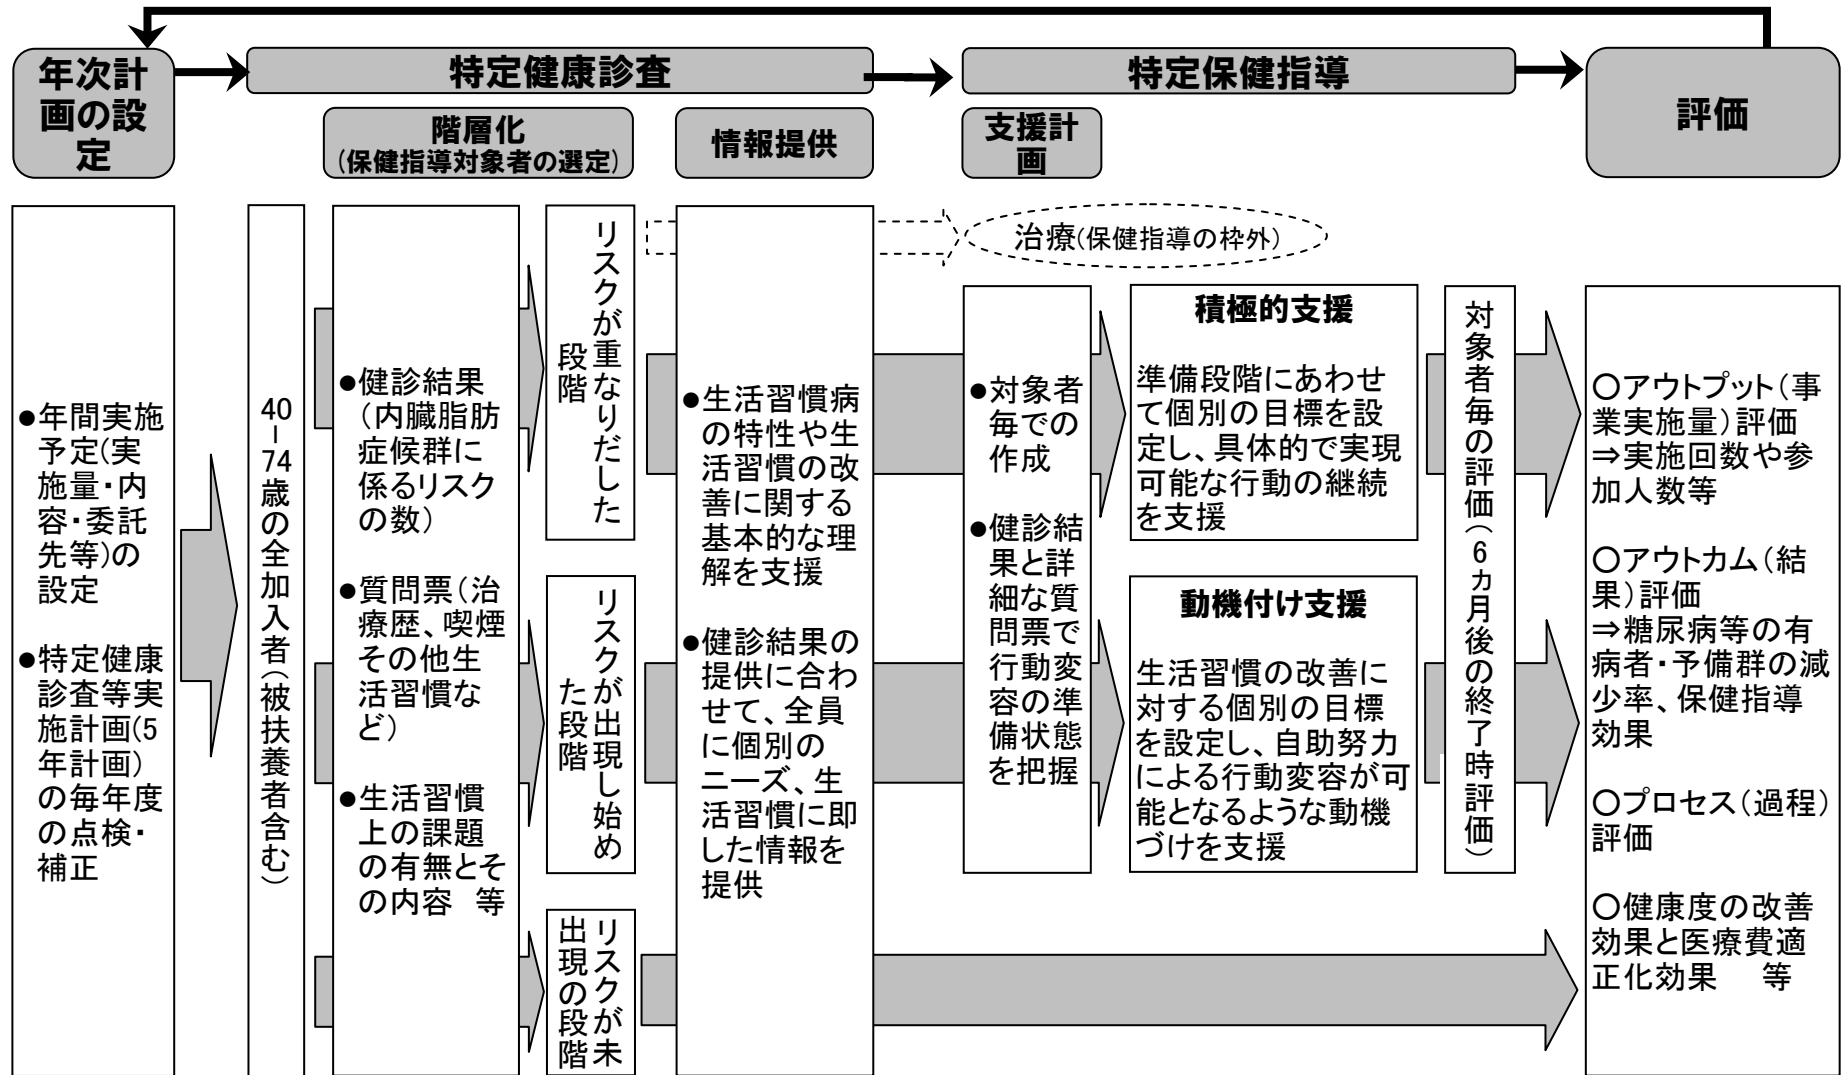 年次計
画の設
定
特定健康診査
特定保健指導
評価
階層化
(保健指導対象者の選定)
情報提供
支援計
画
●年間実施
予定(実
施量・内
容・委託
先等)の
設定
●特定健康
診査等実
施計画(5
年計画)
の毎年度
の点検・
補正
40-74歳の全加入者(被扶養者含む)
●健診結果
(内臓脂肪
症候群に
係るリスク
の数)
●質問票(治
療歴、喫煙
その他生
活習慣な
ど)
●生活習慣
上の課題
の有無とそ
の内容 等
リスクが重なりだした
段階
リスクが出現し始め
た段階
リスクが未
出現の段階
●生活習慣病
の特性や生
活習慣の改
善に関する
基本的な理
解を支援
●健診結果の
提供に合わ
せて、全員
に個別の
ニーズ、生
活習慣に即
した情報を
提供
治療(保健指導の枠外)
●対象者
毎での
作成
●健診結
果と詳
細な質
問票で
行動変
容の準
備状態
を把握
積極的支援
準備段階にあわせ
て個別の目標を設
定し、具体的で実現
可能な行動の継続
を支援
動機付け支援
生活習慣の改善に
対する個別の目標
を設定し、自助努力
による行動変容が可
能となるような動機
づけを支援
対象者毎の評価(6カ月後の終了時評価)
○アウトプット(事
業実施量)評価
⇒実施回数や参
加人数等
○アウトカム(結
果)評価
⇒糖尿病等の有
病者・予備群の減
少率、保健指導
効果
○プロセス(過程)
評価
○健康度の改善
効果と医療費適
正化効果 等